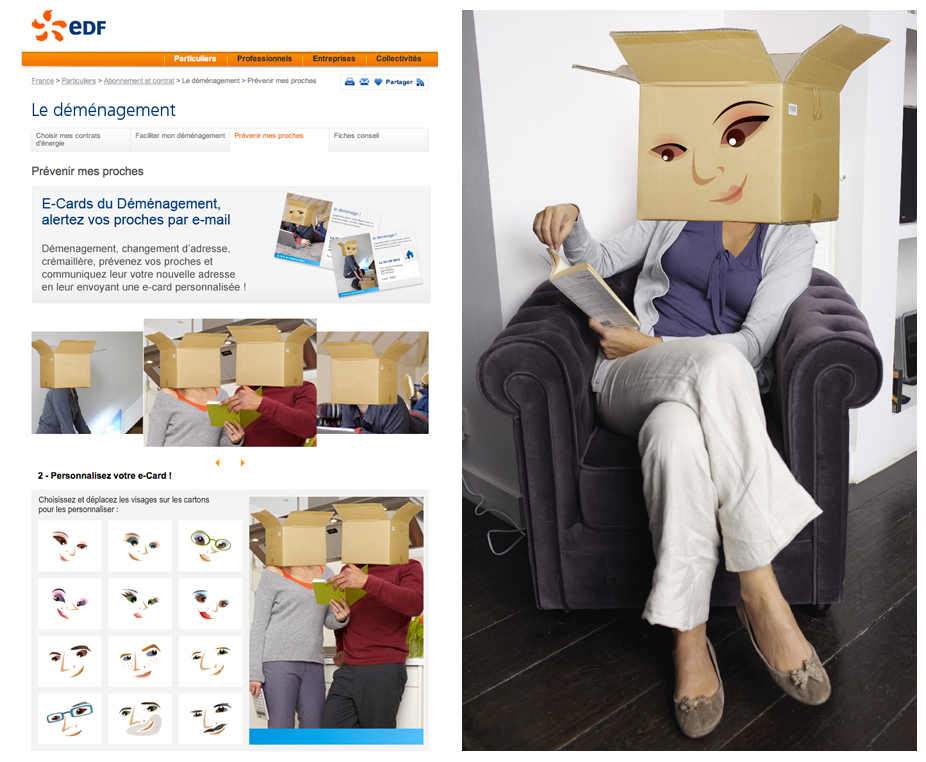 eDF
Particuliers Professionnels Entreprises Collectivités
France > Particuliers > Abonnement et contrat > Le déménagement > Prévenir mes proches
Partager
Le déménagement
Choisir mes contrats
d'énergie
Faciliter mon déménagement
Prévenir mes proches
Fiches conseil
Prévenir mes proches
E-Cards du Déménagement,
alertez vos proches par e-mail
Démenagement, changement d'adresse,
crémaillère, prévenez vos proches et
communiquez leur votre nouvelle adresse
en leur envoyant une e-card personnalisée !
2 - Personnalisez votre e-Card !
Choisissez et déplacez les visages sur les cartons
pour les personnaliser :